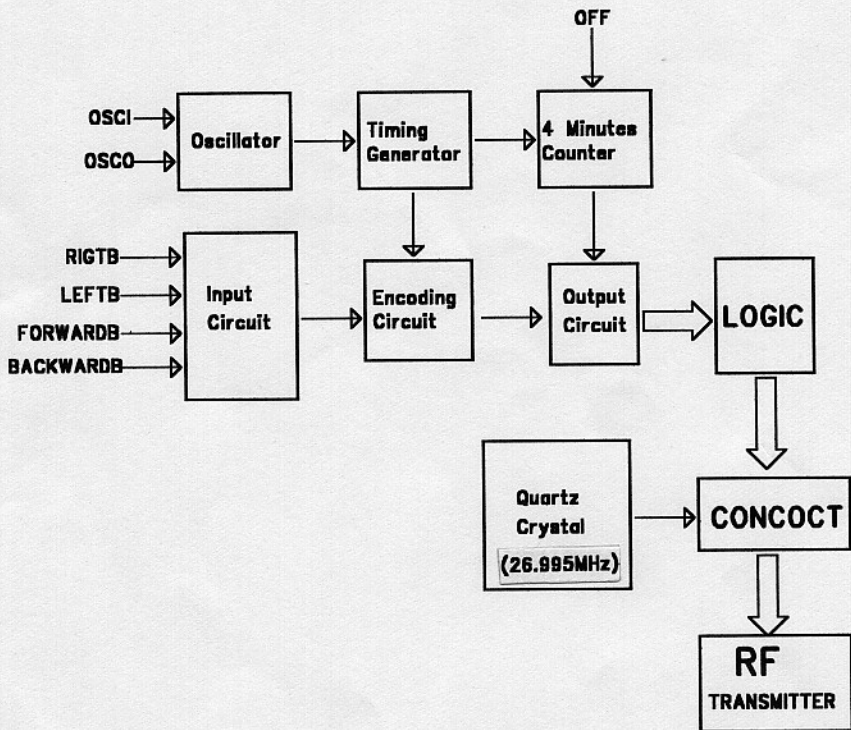 OFF
OSCI
OSCO
Oscillator
Timing
Generator
4 Minutes
Counter
RIGTB
LEFTB
FORWARDB
BACKWARDB
Input
Circuit
Encoding
Circuit
Output
Circuit
LOGIC
Quartz
Crystal
(26.995MHz)
CONCOCT
RF
TRANSMITTER